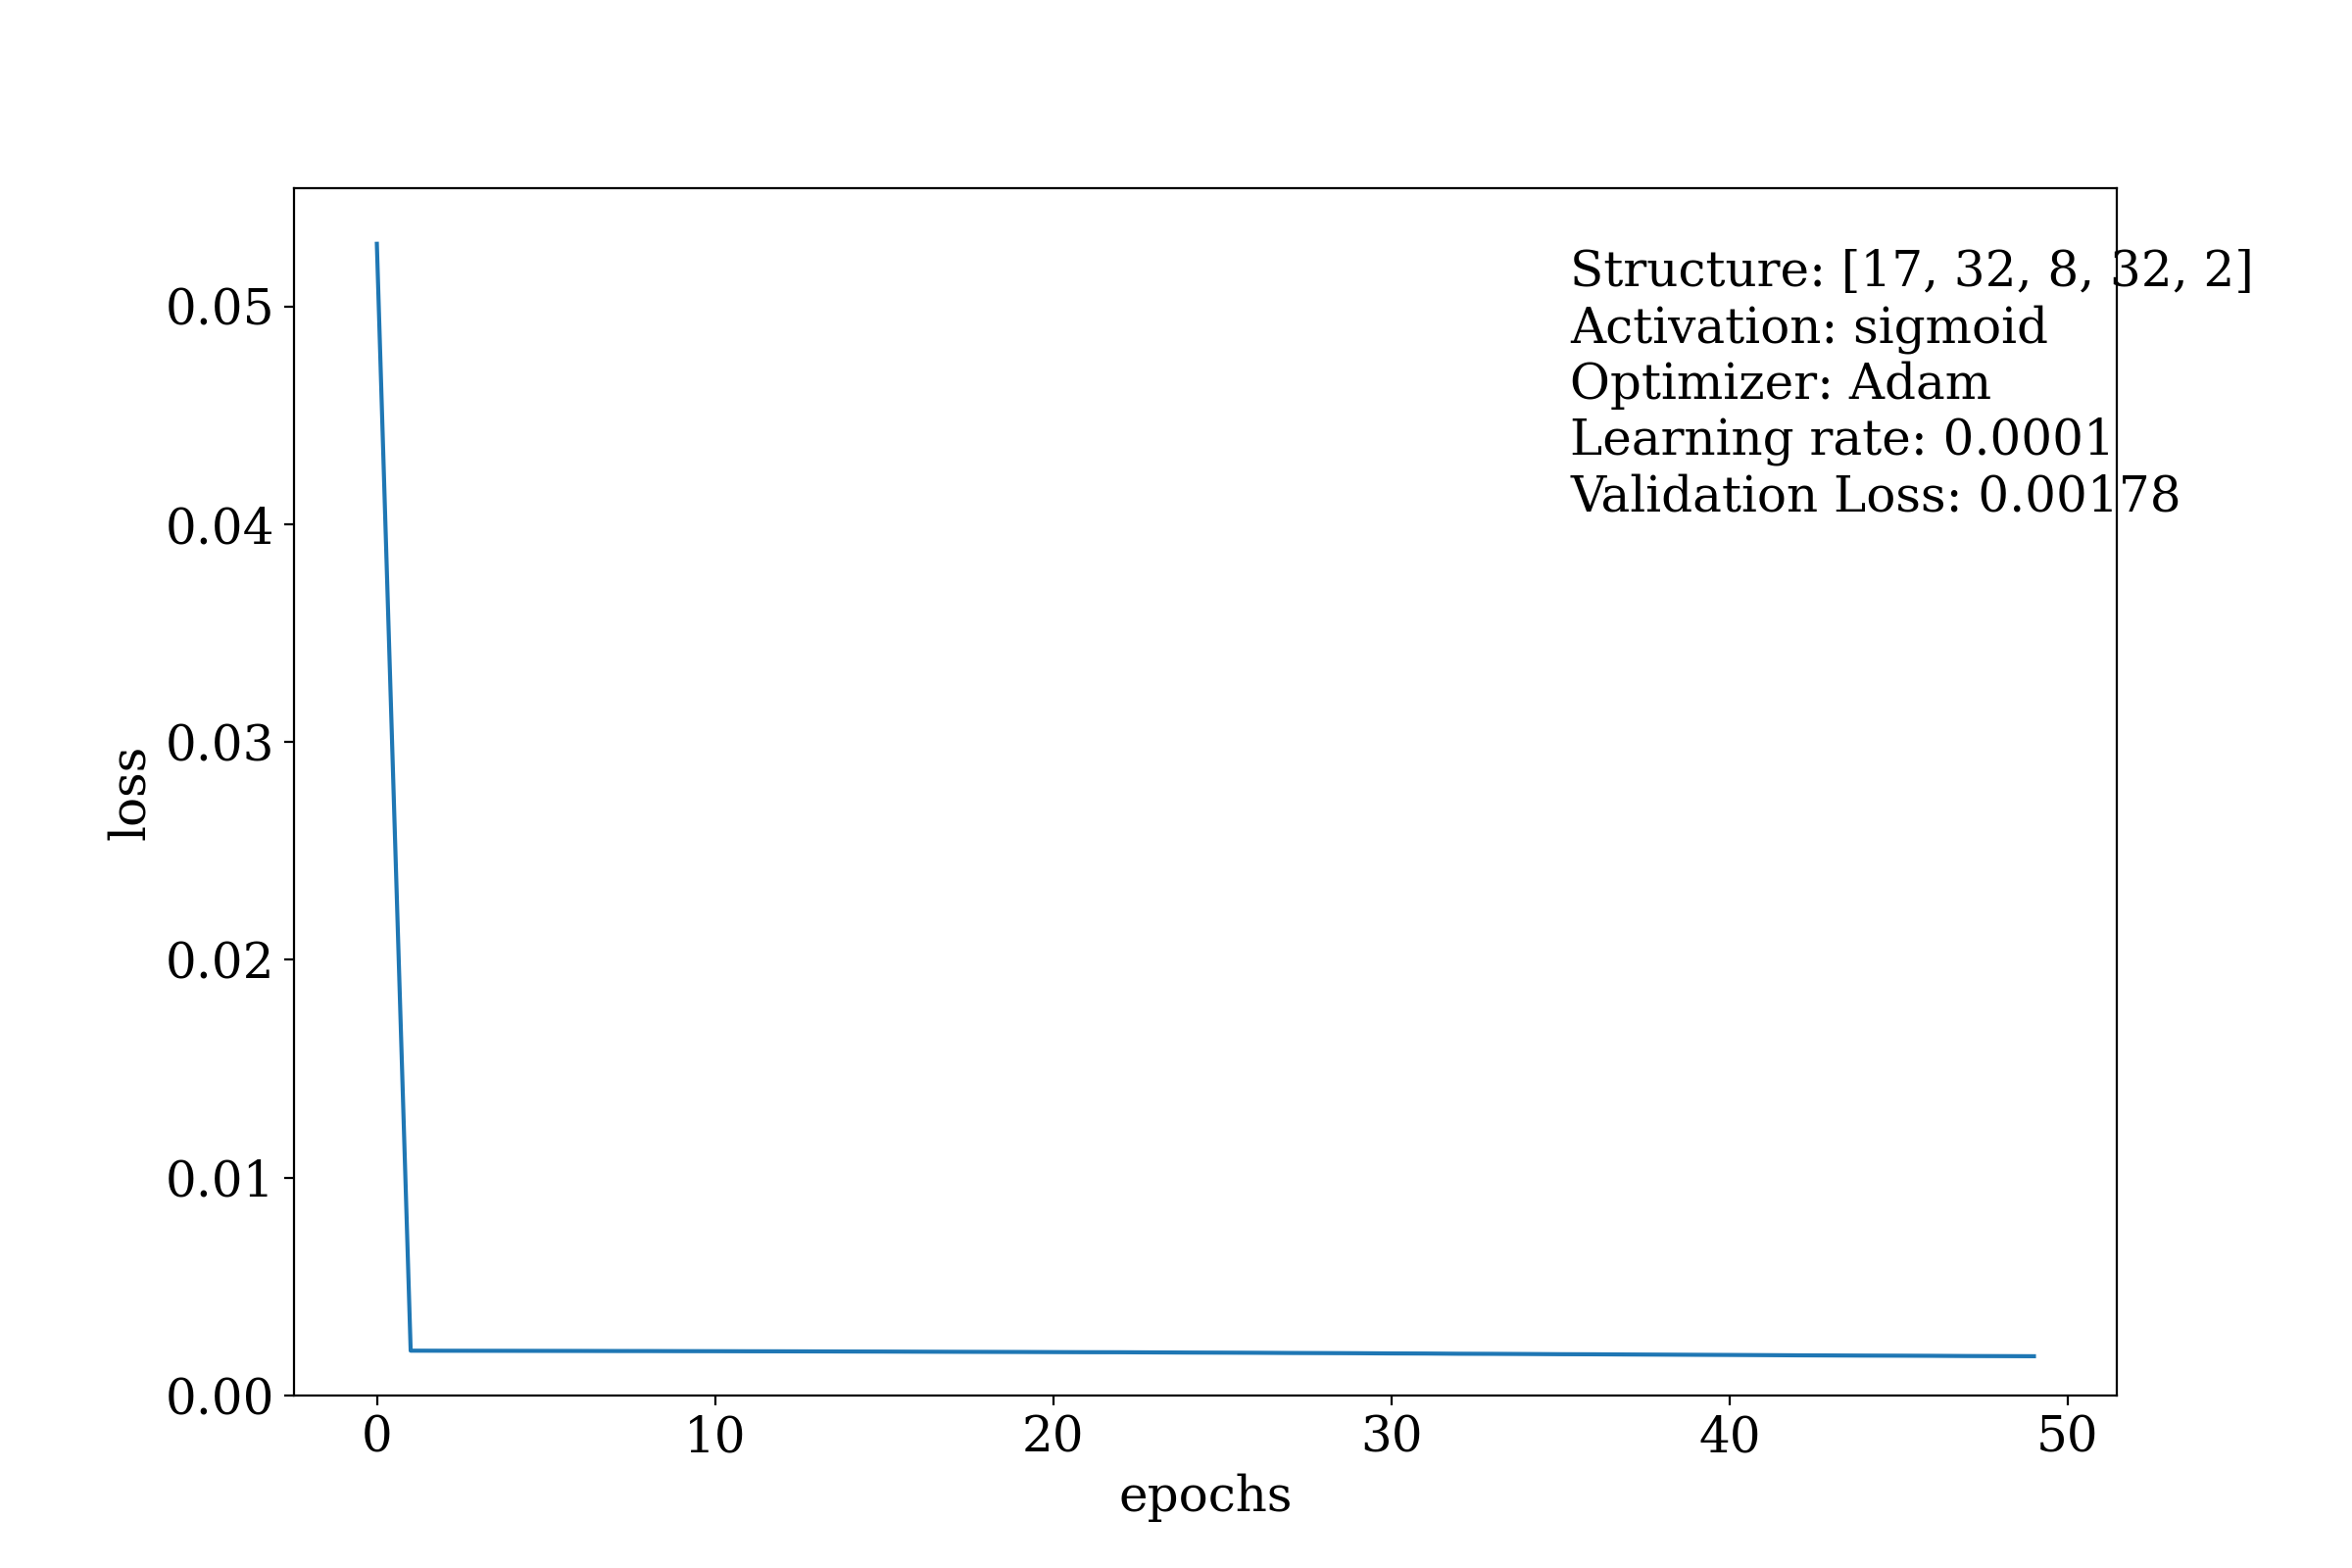 Structure: [17, 32, 8, 32, 2]
Activation: sigmoid
Optimizer: Adam
Learning rate: 0.0001
Validation Loss: 0.00178
0.05
0.04
0.03
0.02
0.01
0.00
loss
0 10 20 30 40 50
epochs